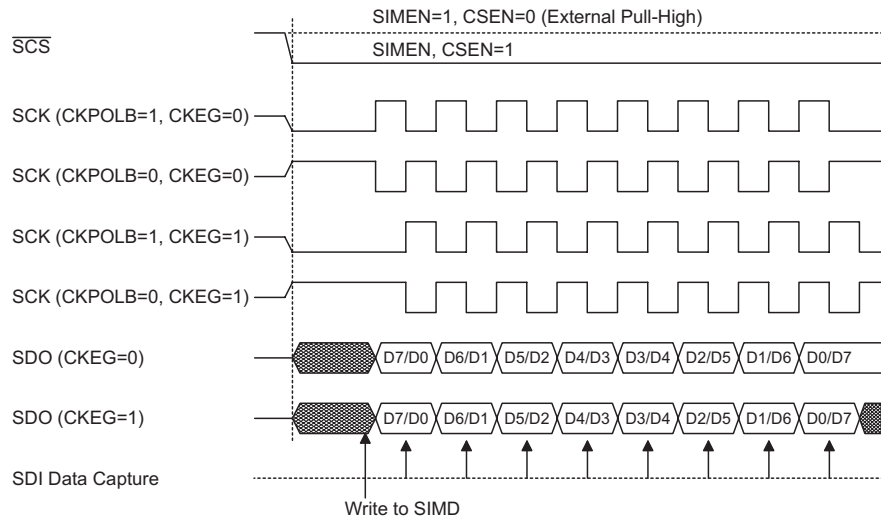 SIMEN=1, CSEN=0 (External Pull-High)
SCS
SIMEN, CSEN=1
SCK (CKPOLB=1, CKEG=0)
SCK (CKPOLB=0, CKEG=0)
SCK (CKPOLB=1, CKEG=1)
SCK (CKPOLB=0, CKEG=1)
SDO (CKEG=0) D7/D0 D6/D1 D5/D2 D4/D3 D3/D4 D2/D5 D1/D6 D0/D7
SDO (CKEG=1) D7/D0 D6/D1 D5/D2 D4/D3 D3/D4 D2/D5 D1/D6 D0/D7
SDI Data Capture
Write to SIMD